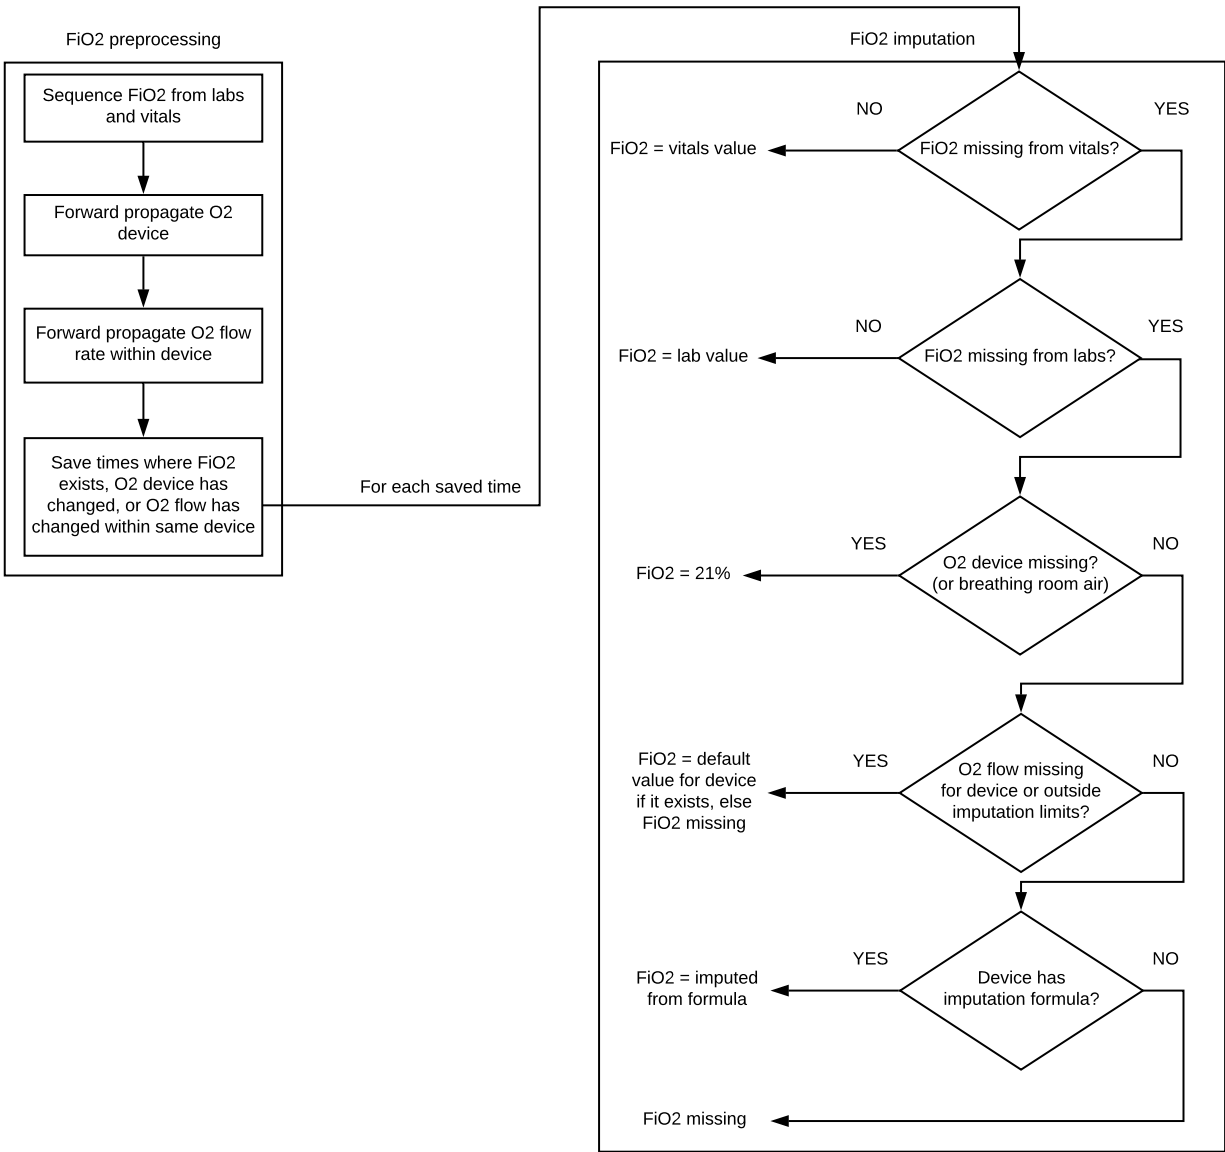 FiO2 preprocessing
Sequence FiO2 from labs
and vitals
Forward propagate O2
device
Forward propagate O2 flow
rate within device
Save times where FiO2
exists, O2 device has
changed, or O2 flow has
changed within same device
For each saved time
FiO2 imputation
NO
YES
FiO2 = vitals value
FiO2 missing from vitals?
NO
YES
FiO2 = lab value
FiO2 missing from labs?
YES
NO
FiO2 = 21%
O2 device missing?
(or breathing room air)
YES
NO
FiO2 = default
value for device
if it exists, else
FiO2 missing
O2 flow missing
for device or outside
imputation limits?
YES
NO
FiO2 = imputed
from formula
Device has
imputation formula?
FiO2 missing